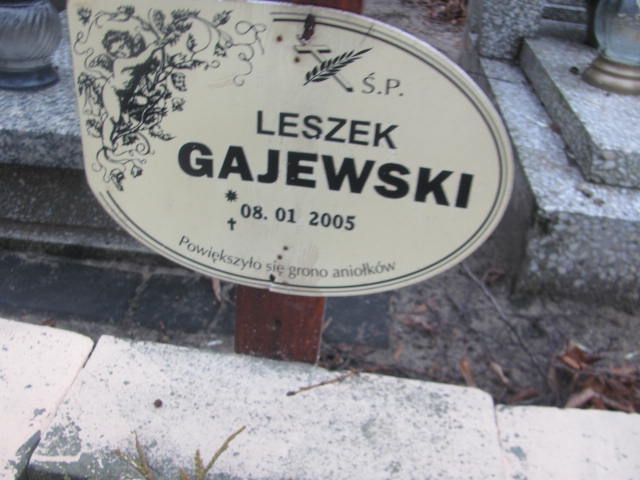 Ś.P.
LESZEK
GAJEWSKI
* 08. 01 2005
✝
Powiększyło się grono aniołków